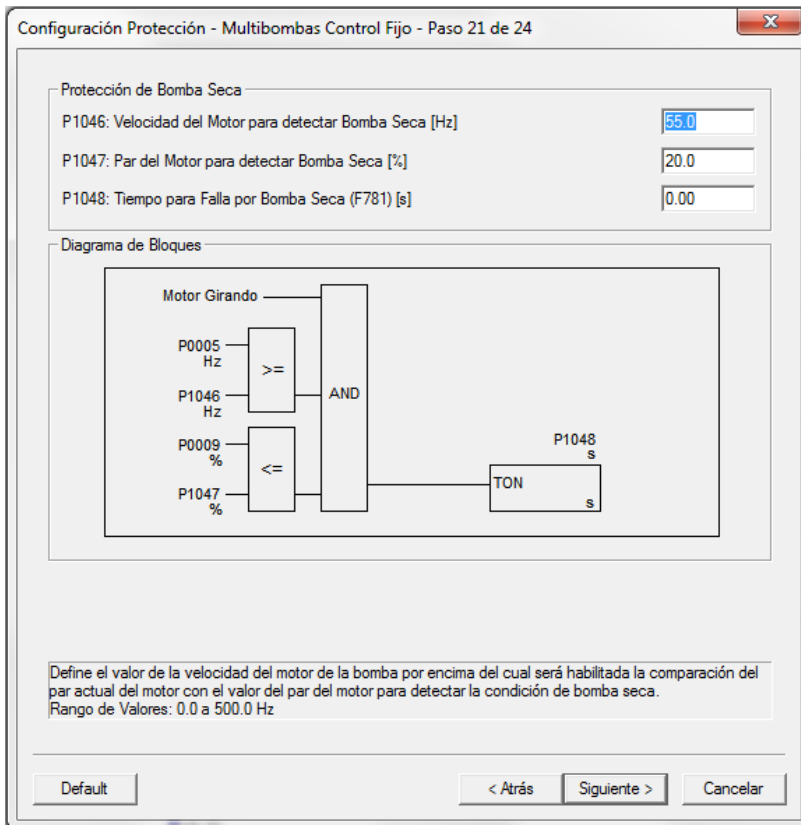 Configuración Protección - Multibombas Control Fijo - Paso 21 de 24
Protección de Bomba Seca
P1046: Velocidad del Motor para detectar Bomba Seca [Hz]
55.0
P1047: Par del Motor para detectar Bomba Seca [%]
20.0
P1048: Tiempo para Falla por Bomba Seca (F781) [s]
0.00
Diagrama de Bloques
Motor Girando
P0005
Hz
>=
P1046
Hz
AND
P0009
%
<=
P1047
%
P1048
s
TON
s
Define el valor de la velocidad del motor de la bomba por encima del cual será habilitada la comparación del
par actual del motor con el valor del par del motor para detectar la condición de bomba seca.
Rango de Valores: 0.0 a 500.0 Hz
Default
< Atrás
Siguiente >
Cancelar